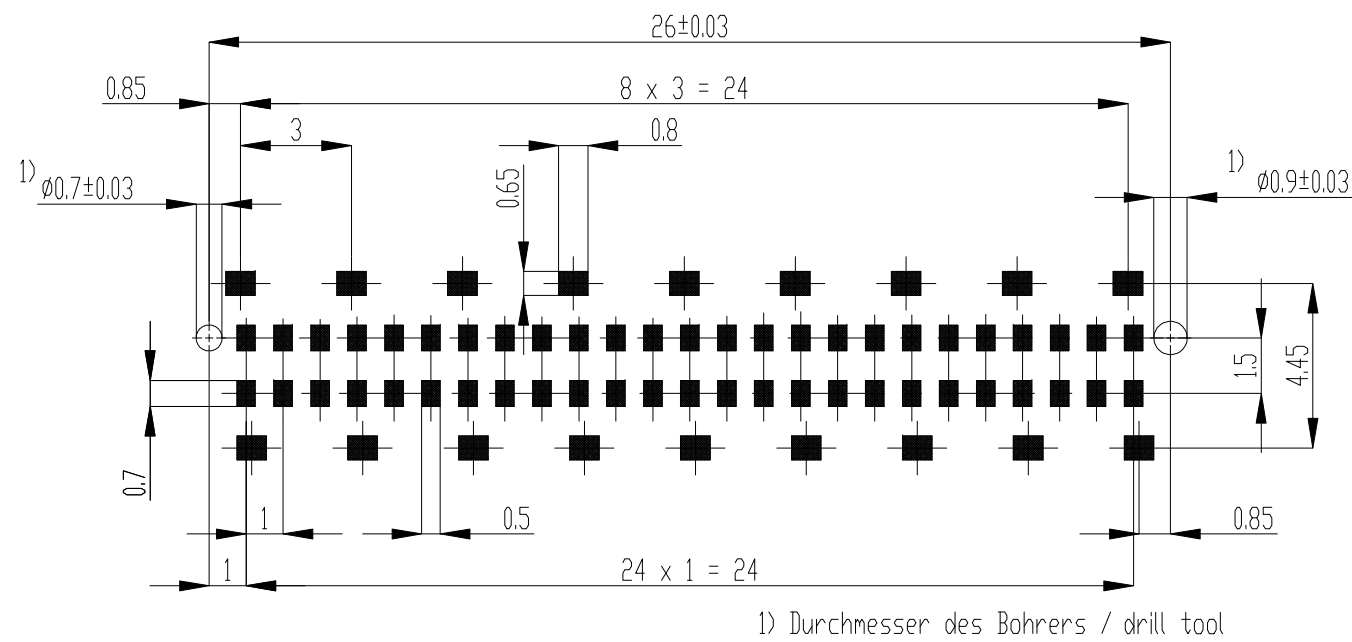 26±0.03
0.85
8 x 3 = 24
3
0.8
1)
ø0.7±0.03
0.65
1)
ø0.9±0.03
1.5
4.45
0.7
1
0.5
0.85
1
24 x 1 = 24
1) Durchmesser des Bohrers / drill tool